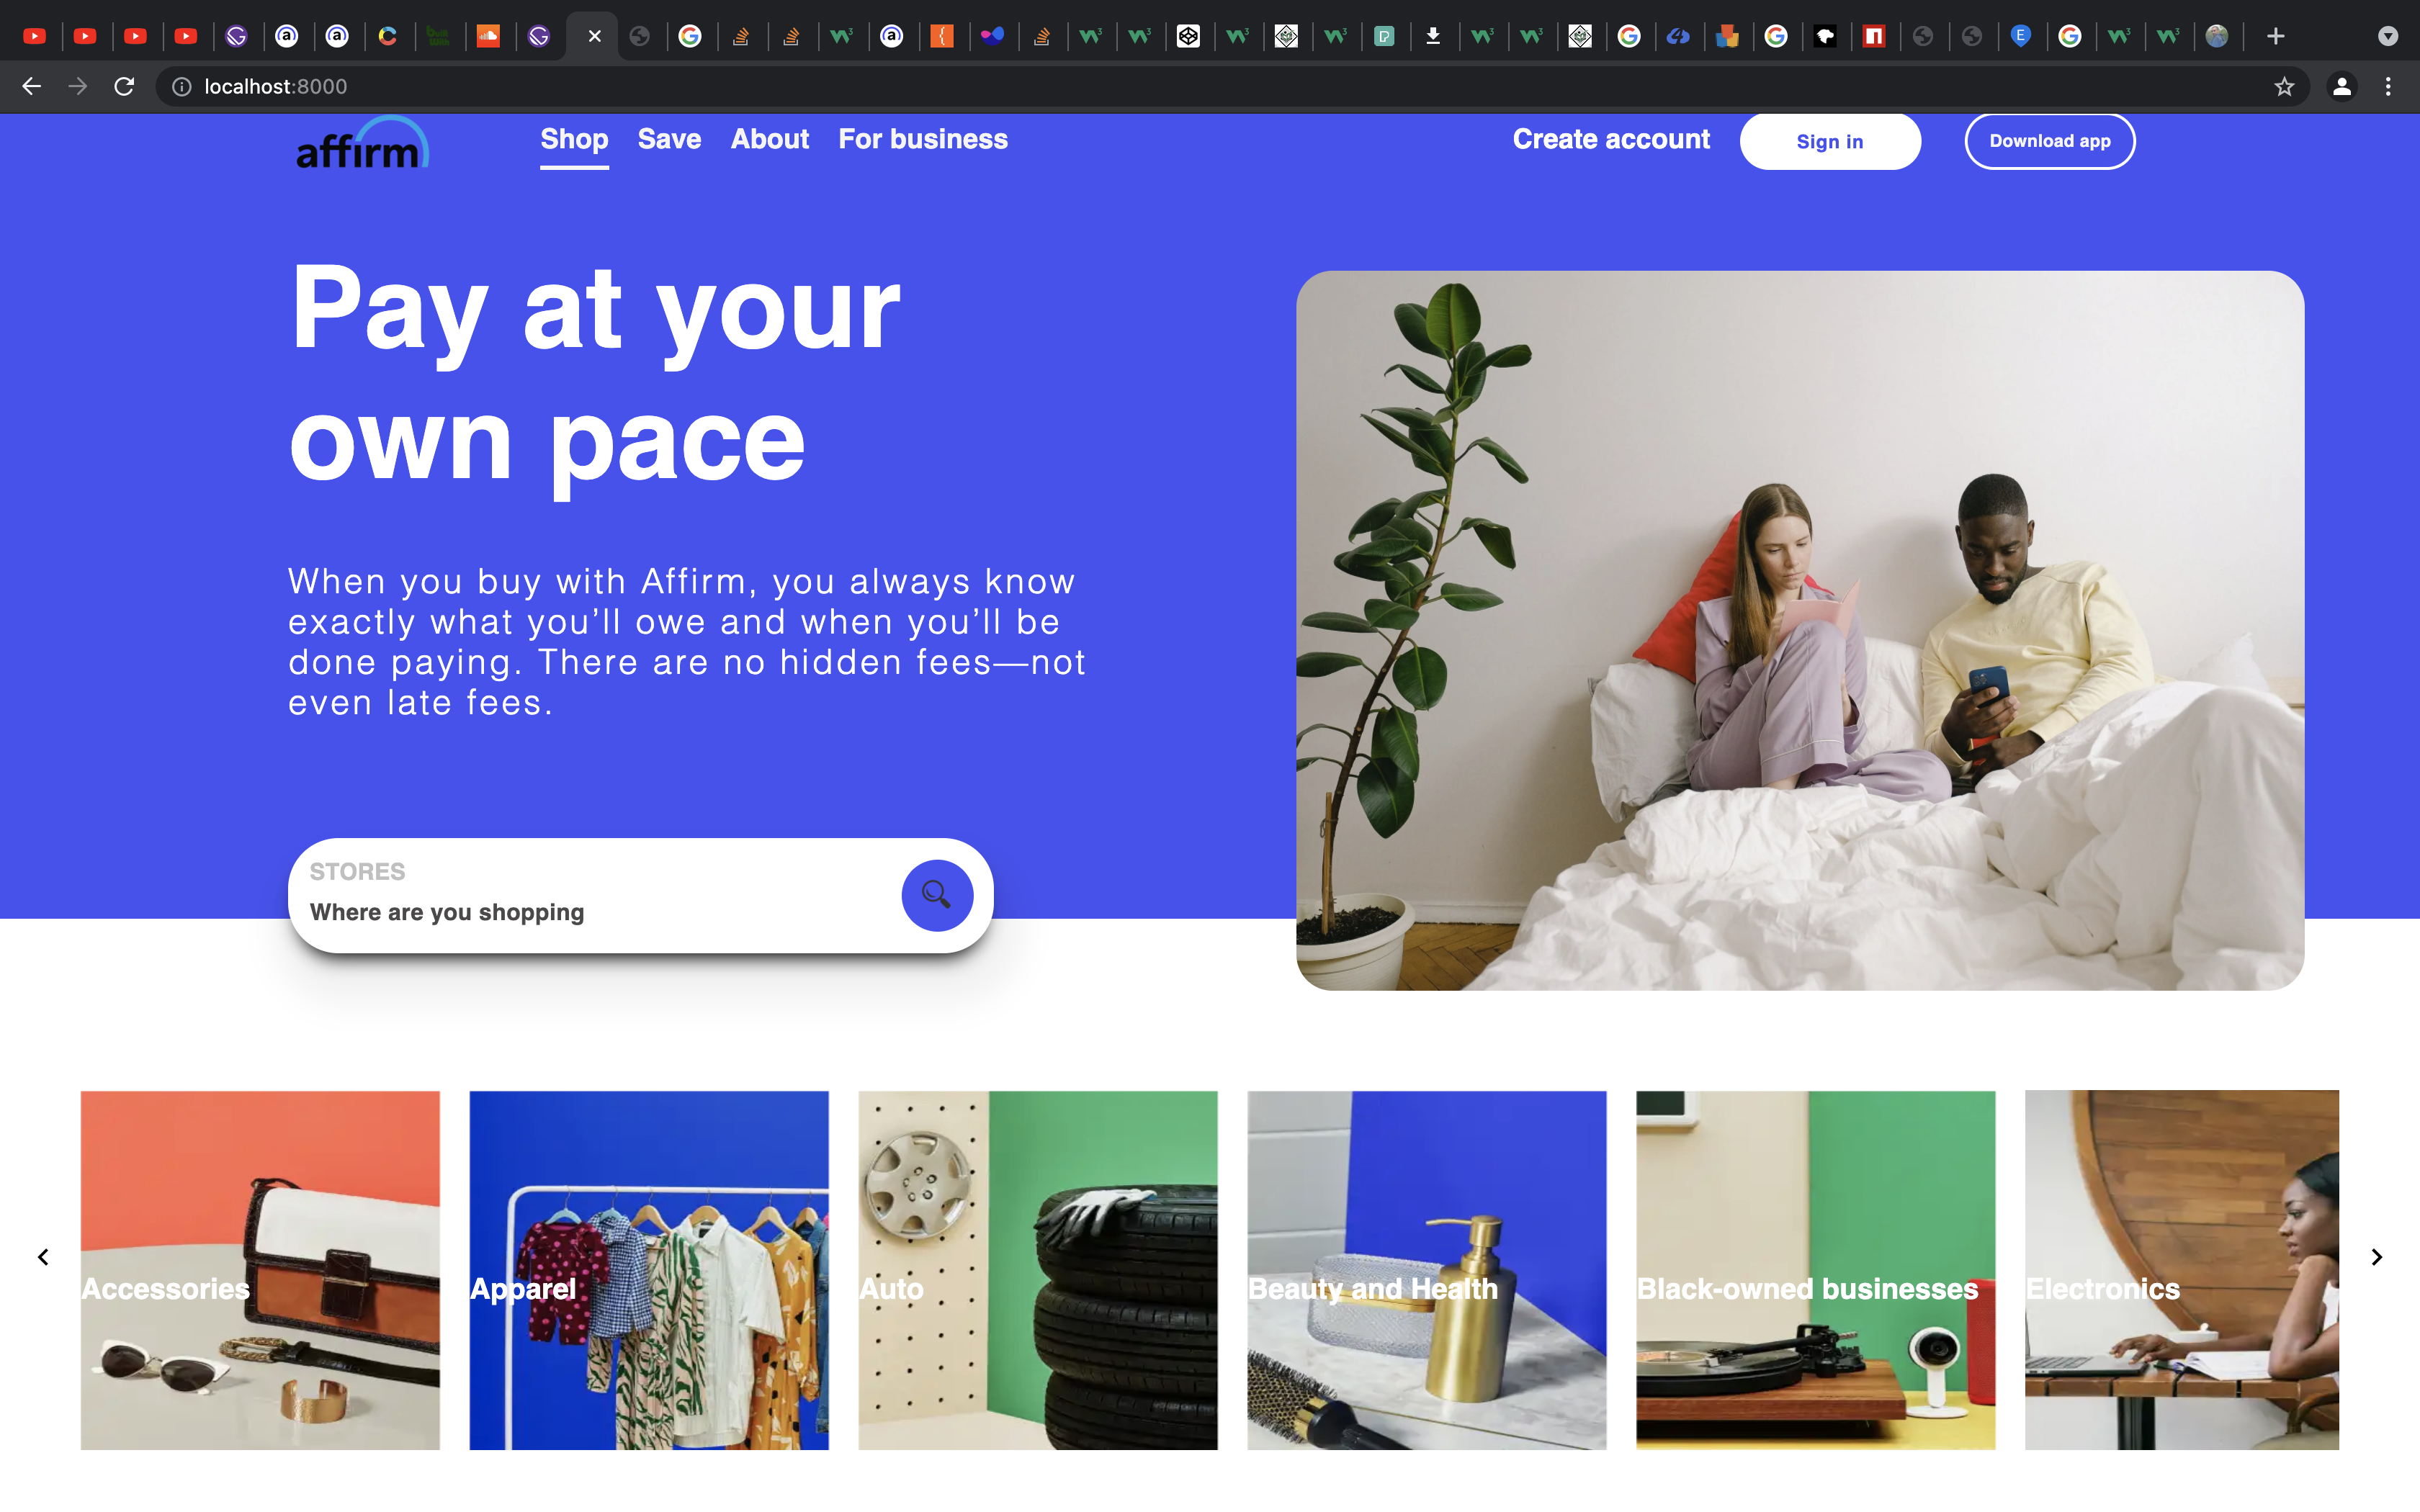 localhost:8000
affirm
Shop Save About For business
Create account Sign in Download app
Pay at your
own pace
When you buy with Affirm, you always know
exactly what you’ll owe and when you’ll be
done paying. There are no hidden fees—not
even late fees.
STORES
Where are you shopping
Accessories
Apparel
Auto
Beauty and Health
Black-owned businesses
Electronics